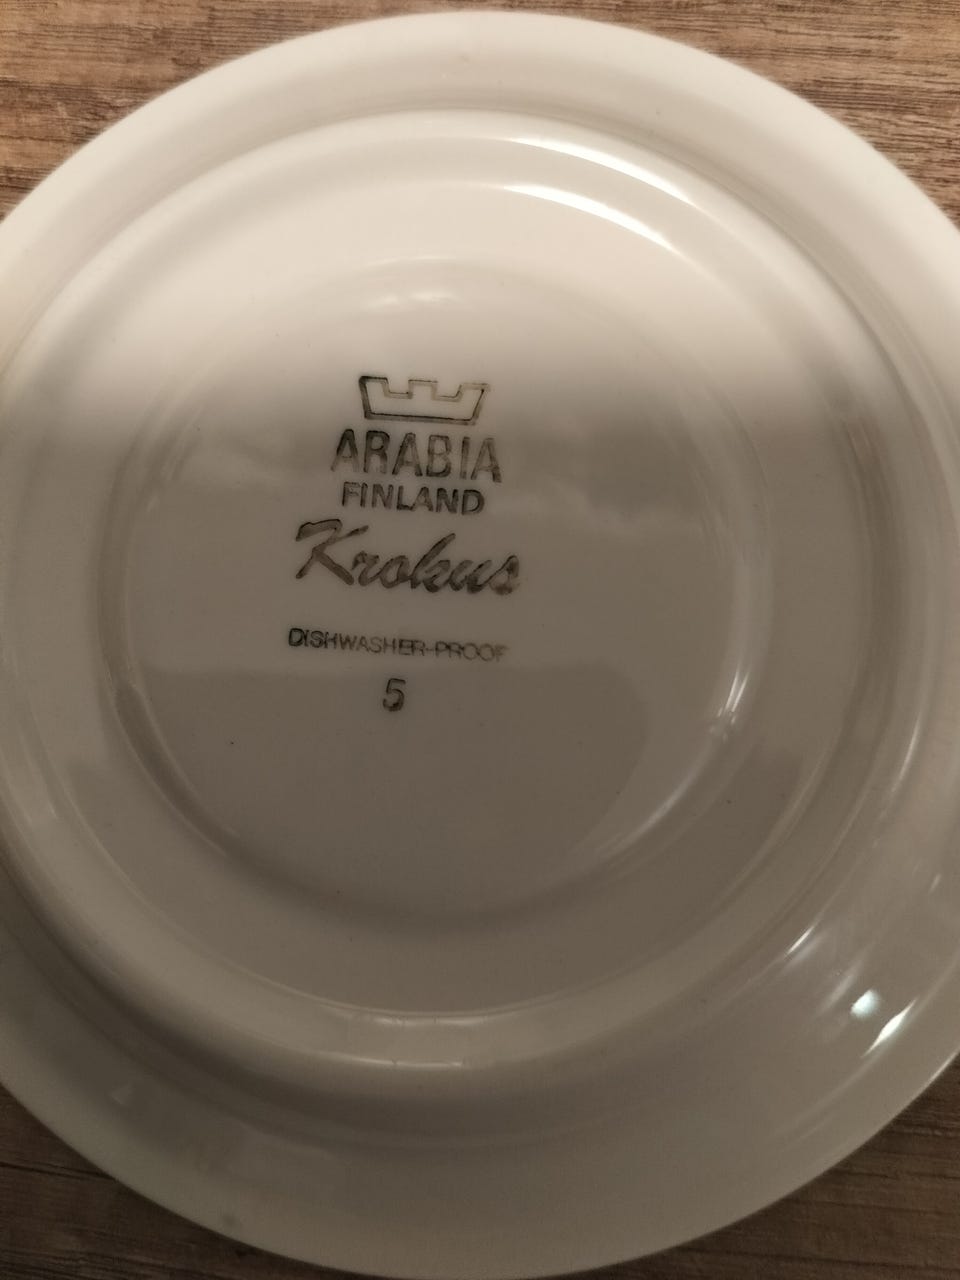 ARABIA
FINLAND
Krokus
DISHWASHER-PROOF
5